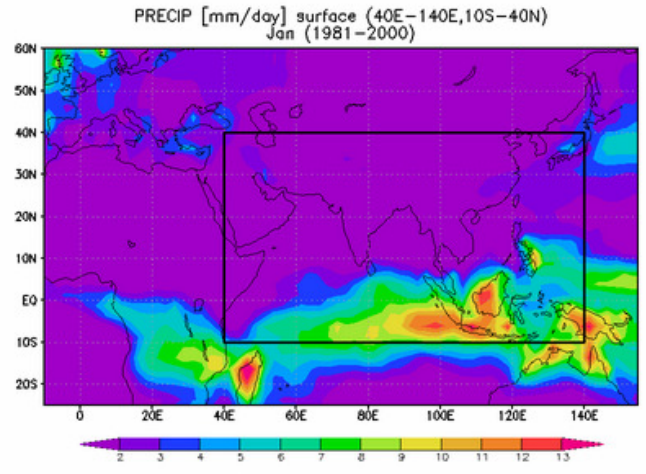 PRECIP [mm/day] surface (40E-140E,10S-40N)
Jan (1981-2000)
60N
50N
40N
30N
20N
10N
EQ
10S
20S
0 20E 40E 60E 80E 100E 120E 140E
2 3 4 5 6 7 8 9 10 11 12 13